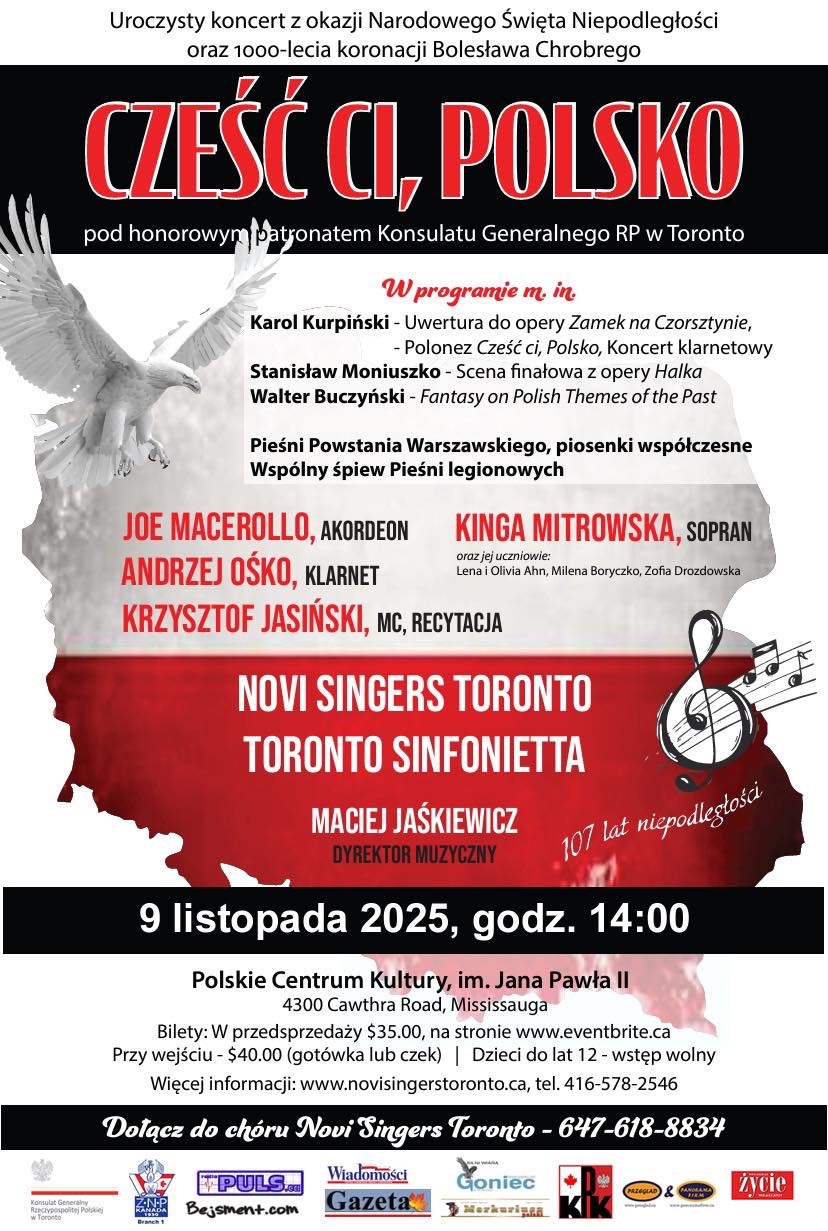 Uroczysty koncert z okazji Narodowego Święta Niepodległości
oraz 1000-lecia koronacji Bolesława Chrobrego
CZEŚĆ CI, POLSKO
pod honorowym patronatem Konsulatu Generalnego RP w Toronto
W programie m. in.
Karol Kurpiński - Uwertura do opery Zamek na Czorsztynie,
- Polonez Cześć ci, Polsko, Koncert klarnetowy
Stanisław Moniuszko - Scena finałowa z opery Halka
Walter Buczyński - Fantasy on Polish Themes of the Past
Pieśni Powstania Warszawskiego, piosenki współczesne
Wspólny śpiew Pieśni legionowych
JOE MACEROLLO, AKORDEON
ANDRZEJ OŚKO, KLARNET
KRZYSZTOF JASIŃSKI, MC, RECYTACJA
KINGA MITROWSKA, SOPRAN
oraz jej uczniowie:
Lena i Olivia Ahn, Milena Boryczko, Zofia Drozdowska
NOVI SINGERS TORONTO
TORONTO SINFONIETTA
MACIEJ JAŚKIEWICZ
DYREKTOR MUZYCZNY
107 lat niepodległości
9 listopada 2025, godz. 14:00
Polskie Centrum Kultury, im. Jana Pawła II
4300 Cawthra Road, Mississauga
Bilety: W przedsprzedaży $35.00, na stronie www.eventbrite.ca
Przy wejściu - $40.00 (gotówka lub czek) | Dzieci do lat 12 - wstęp wolny
Więcej informacji: www.novisingerstoronto.ca, tel. 416-578-2546
Dołącz do chóru Novi Singers Toronto - 647-618-8834
Konsulat Generalny
Rzeczypospolitej Polskiej
w Toronto
Z·N·P
KANADA
1930
Branch 1
PULS.ca
Bejsment.com
Wiadomości
Gazeta
Goniec
Merkuriusz
polski
KPK
PRZEGLĄD &
PANORAMA
FIRM
życie